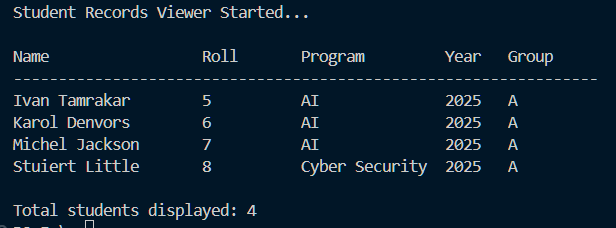 Student Records Viewer Started...
Name Roll Program Year Group
-----------------------------------------------------------------
Ivan Tamrakar 5 AI 2025 A
Karol Denvors 6 AI 2025 A
Michel Jackson 7 AI 2025 A
Stuiert Little 8 Cyber Security 2025 A
Total students displayed: 4